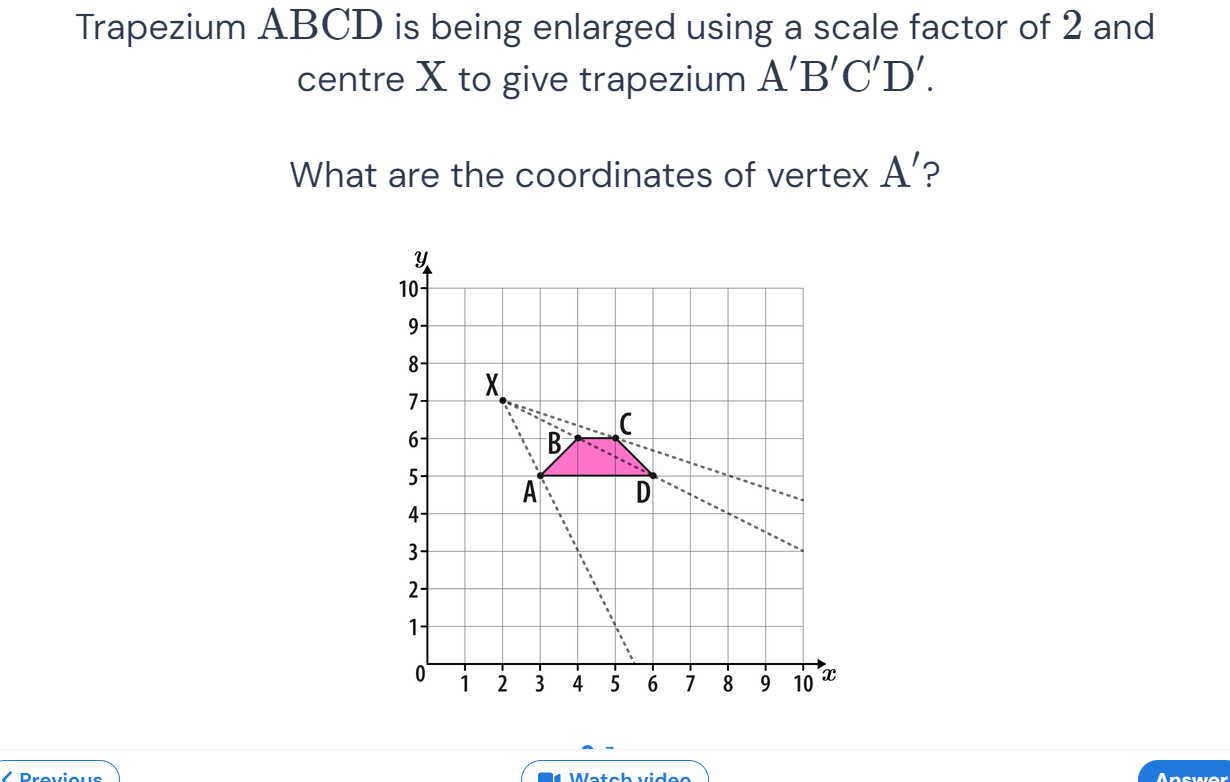 Trapezium ABCD is being enlarged using a scale factor of 2 and
centre X to give trapezium A′B′C′D′.
What are the coordinates of vertex A′?
y
10
9
8
X
7
C
6
B
5
A D
4
3
2
1
0
1 2 3 4 5 6 7 8 9 10 x
Previous Watch video Answer